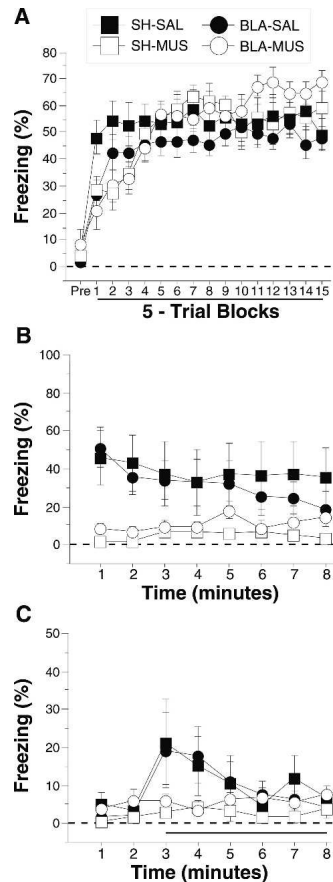 A
SH-SAL BLA-SAL
SH-MUS BLA-MUS
Freezing (%)
80
70
60
50
40
30
20
10
0
Pre 1 2 3 4 5 6 7 8 9 10 11 12 13 14 15
5 - Trial Blocks
B
Freezing (%)
100
80
60
40
20
0
1 2 3 4 5 6 7 8
Time (minutes)
C
Freezing (%)
50
40
30
20
10
0
1 2 3 4 5 6 7 8
Time (minutes)